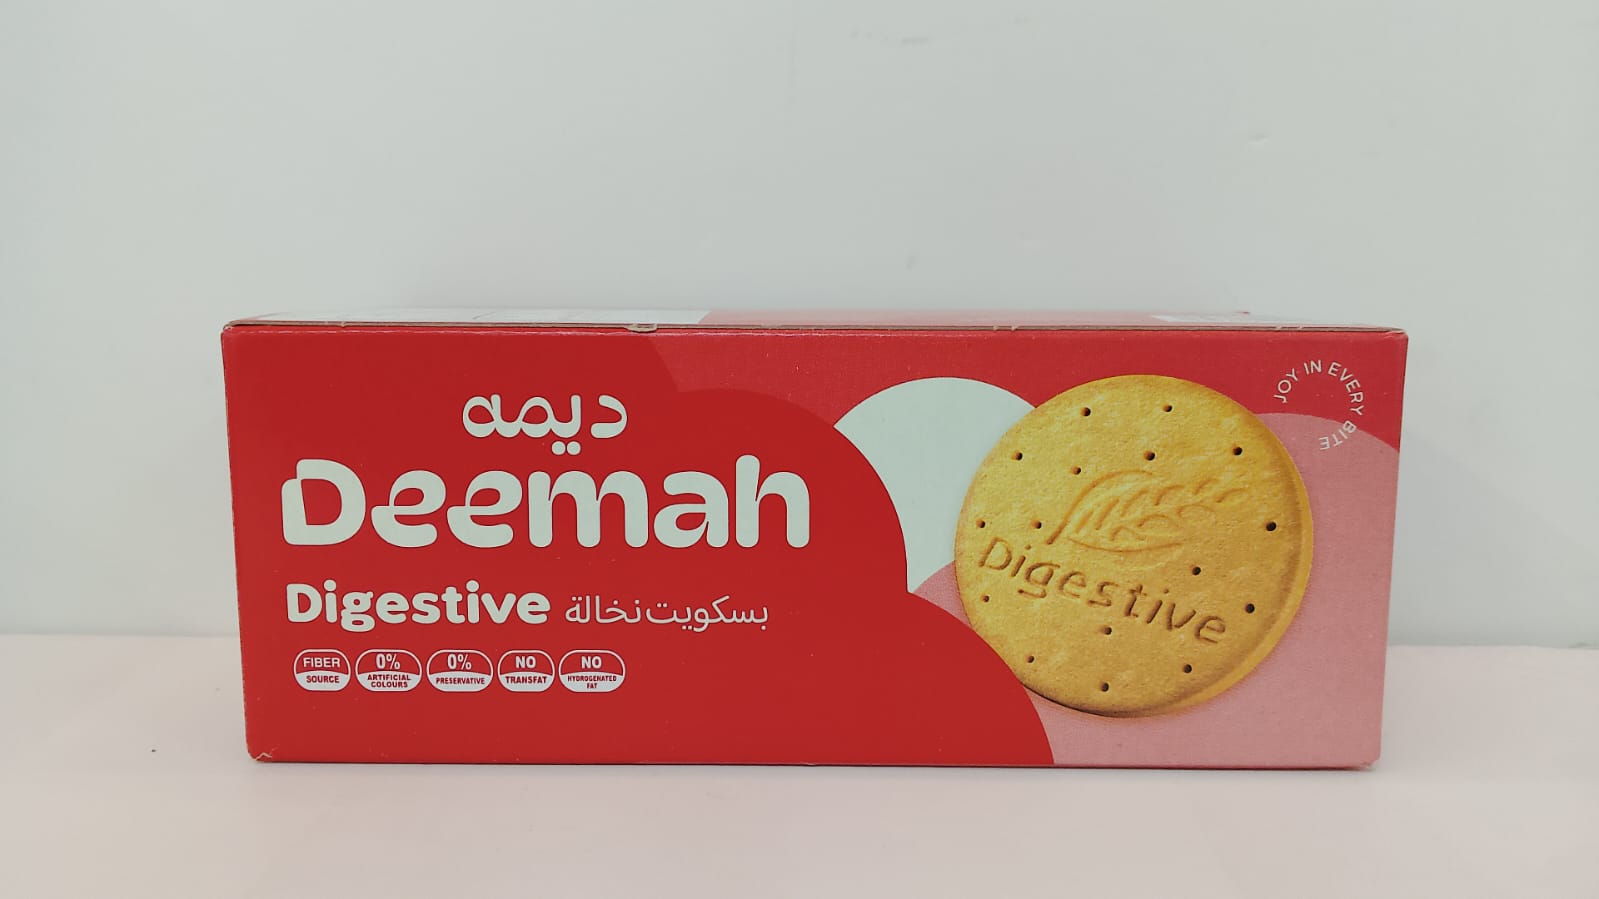 ديمه
Deemah
Digestive بسكويت نخالة
FIBER
SOURCE
0%
ARTIFICIAL
COLOURS
0%
PRESERVATIVE
NO
TRANSFAT
NO
HYDROGENATED
FAT
JOY IN EVERY BITE
Digestive